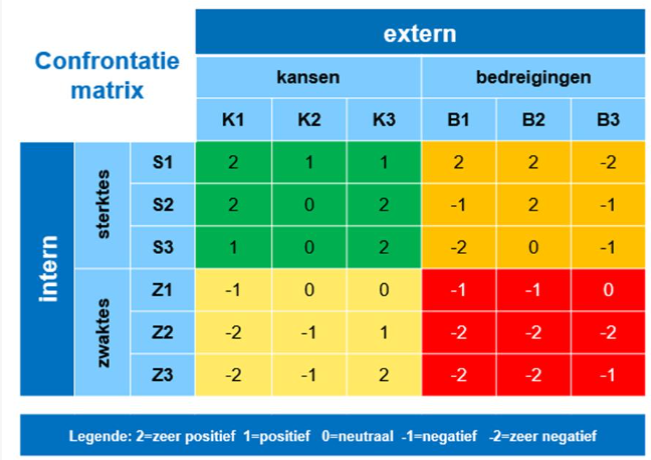 Confrontatie
matrix
extern
kansen bedreigingen
K1 K2 K3 B1 B2 B3
intern
sterktes
S1 2 1 1 2 2 -2
S2 2 0 2 -1 2 -1
S3 1 0 2 -2 0 -1
zwaktes
Z1 -1 0 0 -1 -1 0
Z2 -2 -1 1 -2 -2 -2
Z3 -2 -1 2 -2 -2 -1
Legende: 2=zeer positief 1=positief 0=neutraal -1=negatief -2=zeer negatief